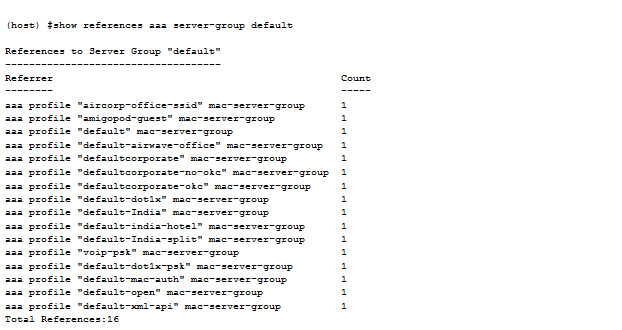 (host) #show references aaa server-group default
References to Server Group "default"
------------------------------------
Referrer Count
-------- -----
aaa profile "aircorp-office-ssid" mac-server-group 1
aaa profile "amigopod-guest" mac-server-group 1
aaa profile "default" mac-server-group 1
aaa profile "default-airwave-office" mac-server-group 1
aaa profile "defaultcorporate" mac-server-group 1
aaa profile "defaultcorporate-no-okc" mac-server-group 1
aaa profile "defaultcorporate-okc" mac-server-group 1
aaa profile "default-dot1x" mac-server-group 1
aaa profile "default-India" mac-server-group 1
aaa profile "default-india-hotel" mac-server-group 1
aaa profile "default-India-split" mac-server-group 1
aaa profile "voip-psk" mac-server-group 1
aaa profile "default-dot1x-psk" mac-server-group 1
aaa profile "default-mac-auth" mac-server-group 1
aaa profile "default-open" mac-server-group 1
aaa profile "default-xml-api" mac-server-group 1
Total References:16